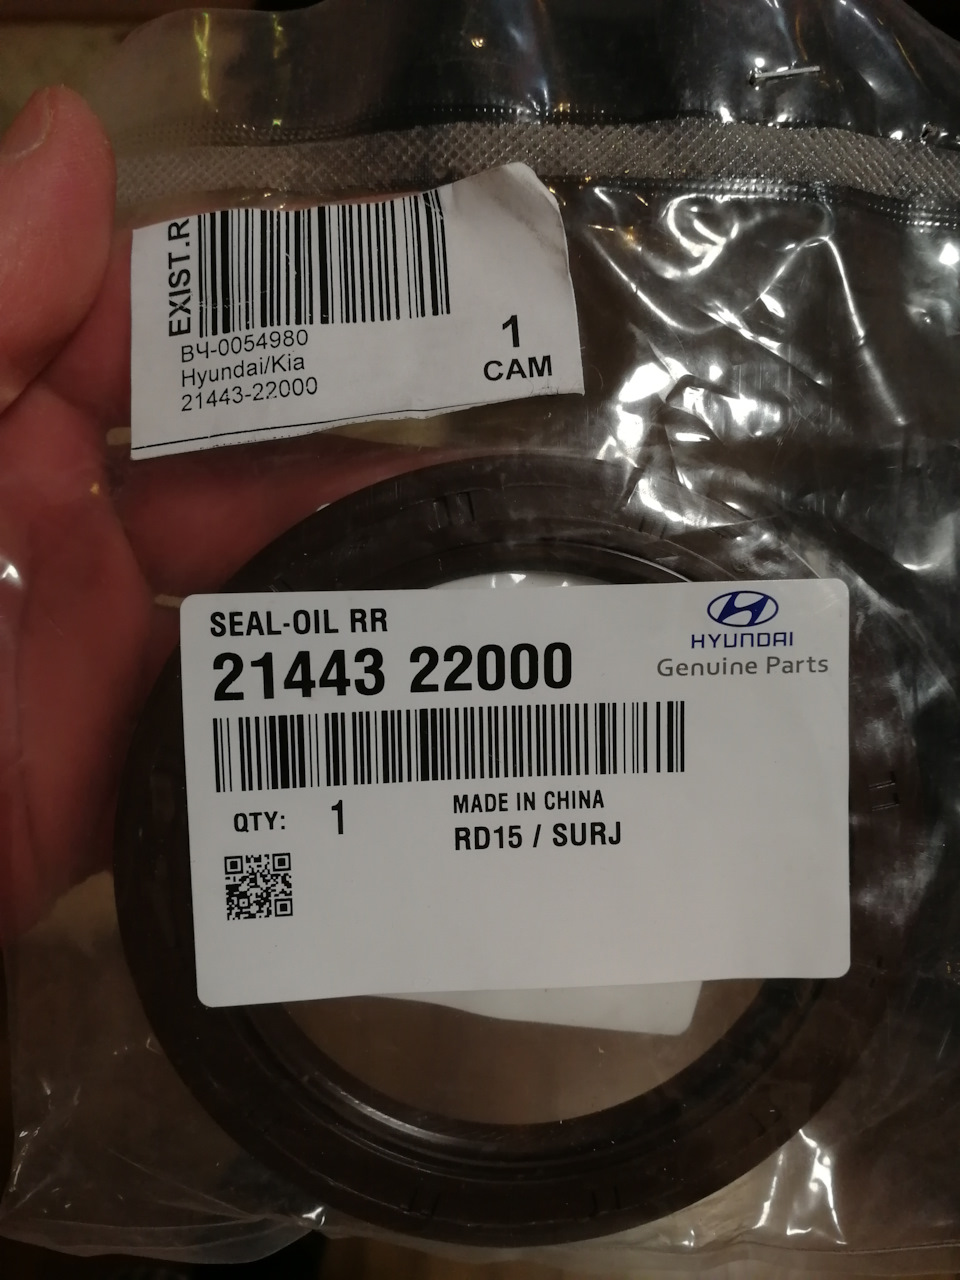 EXIST.R
ВЧ-0054980
Hyundai/Kia
21443-22000
1
CAM
SEAL-OIL RR
21443 22000
HYUNDAI
Genuine Parts
QTY: 1
MADE IN CHINA
RD15 / SURJ